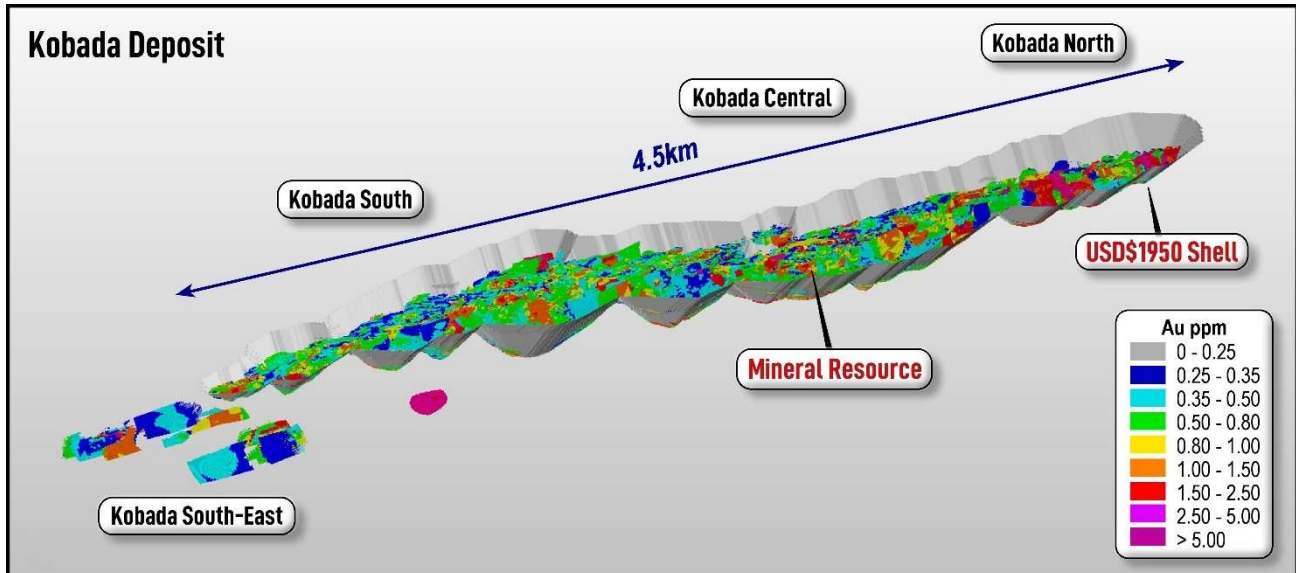 Kobada Deposit
Kobada North
Kobada Central
4.5km
Kobada South
USD$1950 Shell
Mineral Resource
Kobada South-East
Au ppm
0 - 0.25
0.25 - 0.35
0.35 - 0.50
0.50 - 0.80
0.80 - 1.00
1.00 - 1.50
1.50 - 2.50
2.50 - 5.00
> 5.00